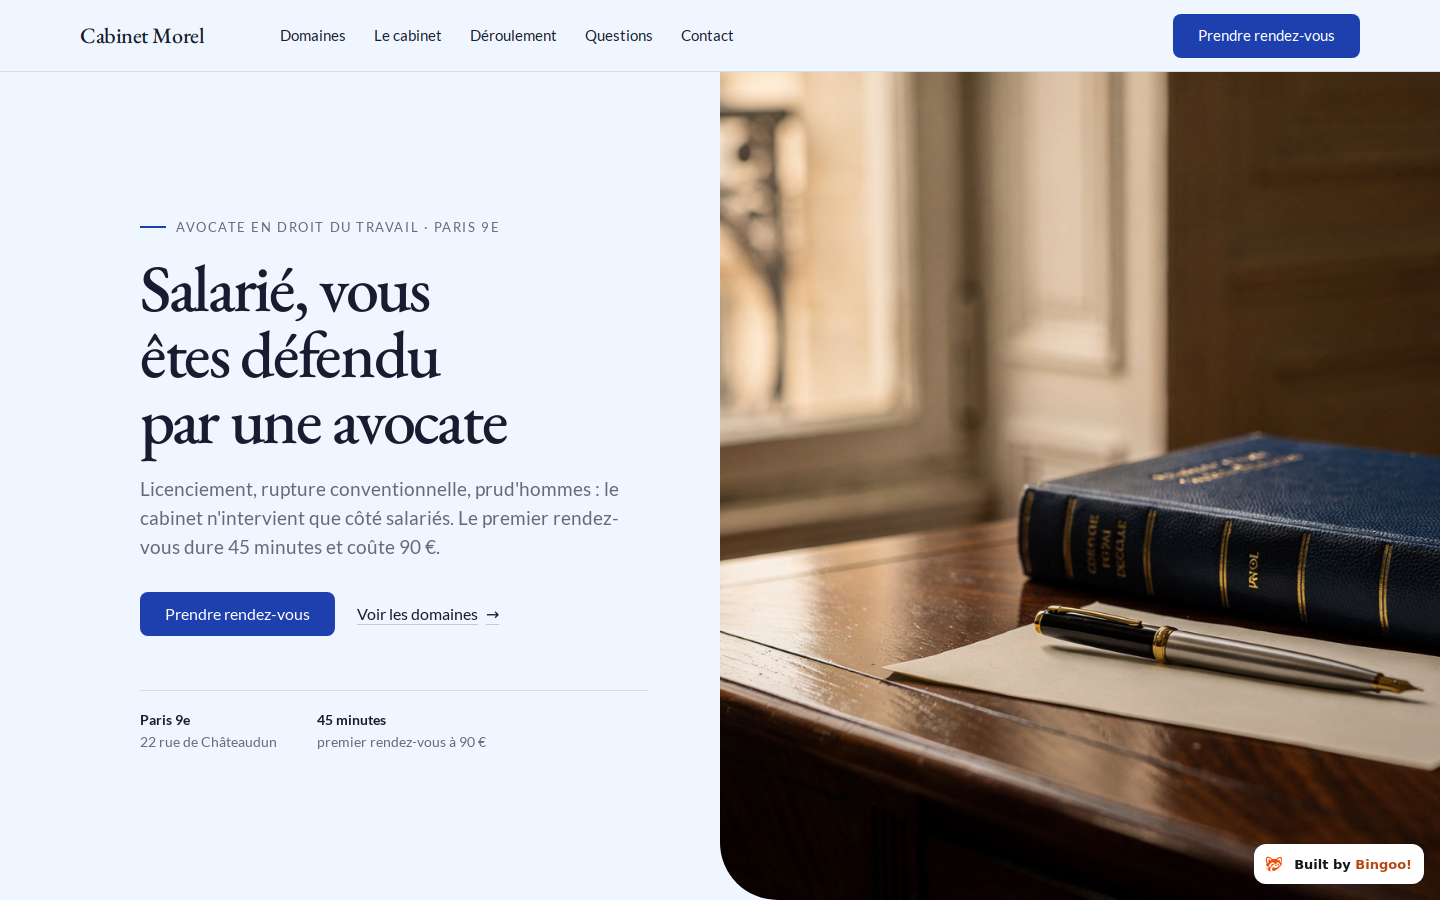 Cabinet Morel
Domaines
Le cabinet
Déroulement
Questions
Contact
Prendre rendez-vous
AVOCATE EN DROIT DU TRAVAIL · PARIS 9E
Salarié, vous
êtes défendu
par une avocate
Licenciement, rupture conventionnelle, prud'hommes : le
cabinet n'intervient que côté salariés. Le premier rendez-
vous dure 45 minutes et coûte 90 €.
Prendre rendez-vous
Voir les domaines →
Paris 9e
22 rue de Châteaudun
45 minutes
premier rendez-vous à 90 €
Built by Bingoo!